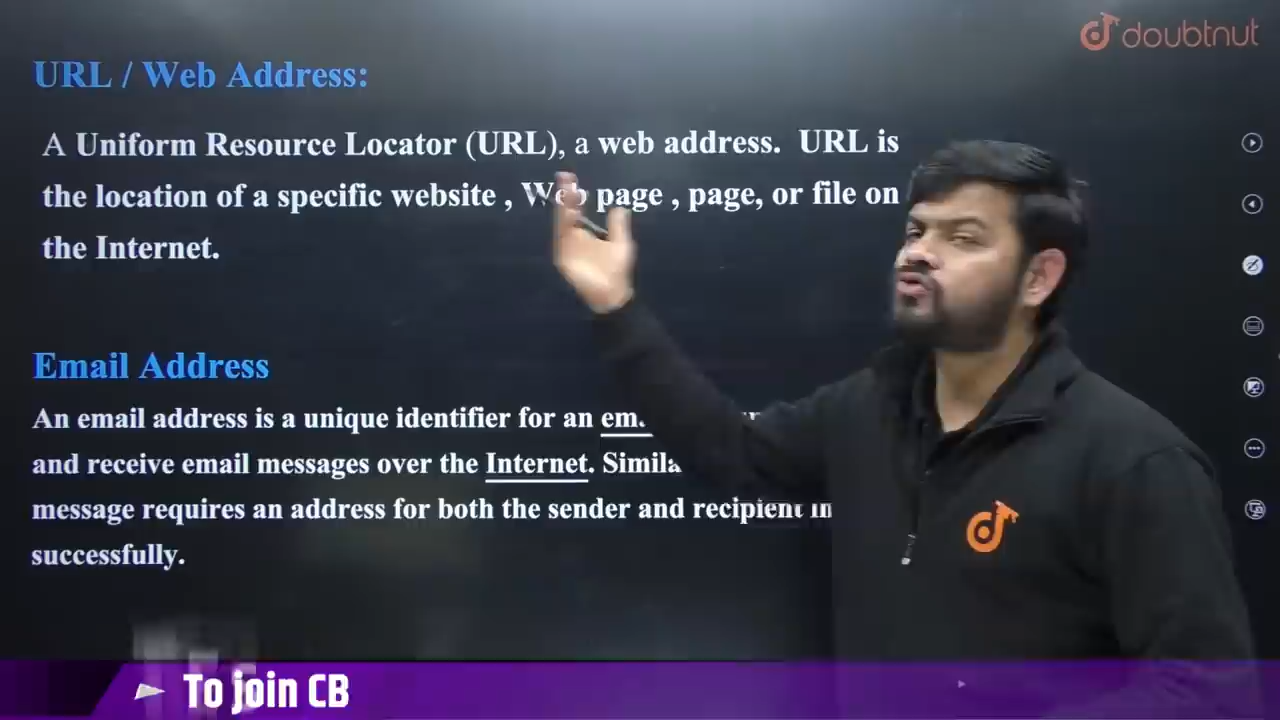 doubtnut
URL / Web Address:
A Uniform Resource Locator (URL), a web address. URL is
the location of a specific website , Web page , page, or file on
the Internet.
Email Address
An email address is a unique identifier for an
and receive email messages over the Internet.
message requires an address for both the sender and recipient
successfully.
To join CB